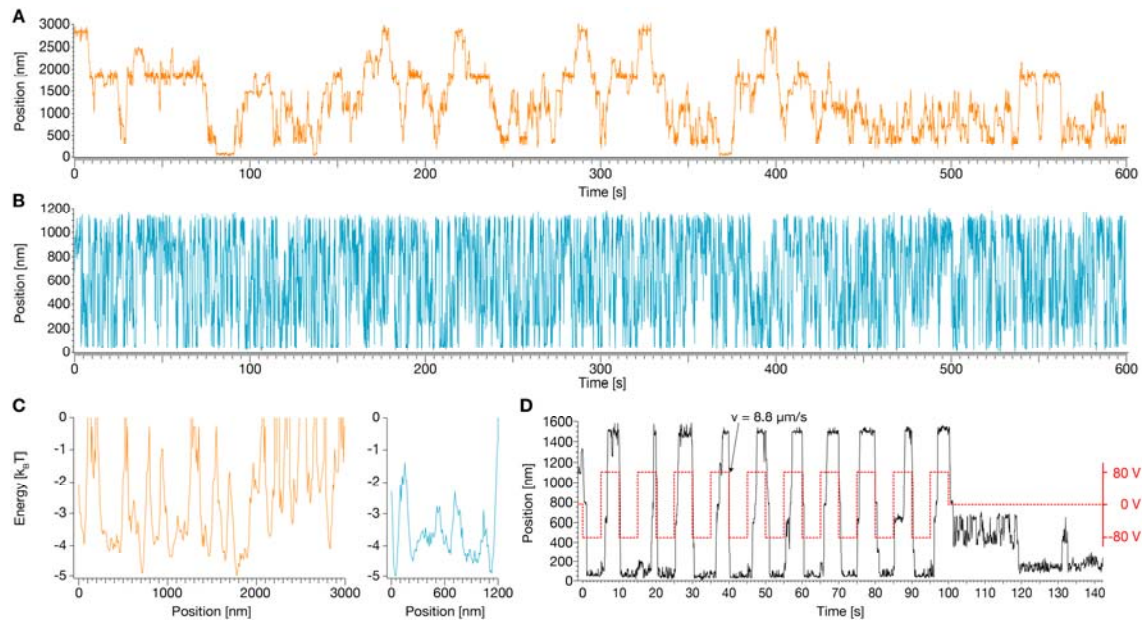 A
Position [nm]
3000
2500
2000
1500
1000
500
0
0 100 200 300 400 500 600
Time [s]
B
Position [nm]
1200
1000
800
600
400
200
0
0 100 200 300 400 500 600
Time [s]
C
Energy [kBT]
0
-1
-2
-3
-4
-5
0 1000 2000 3000
Position [nm]
0
-1
-2
-3
-4
-5
0 600 1200
Position [nm]
D
v = 8.8 µm/s
Position [nm]
1600
1400
1200
1000
800
600
400
200
0
80 V
0 V
-80 V
0 10 20 30 40 50 60 70 80 90 100 110 120 130 140
Time [s]